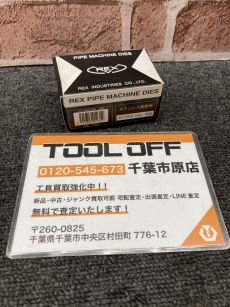 PIPE MACHINE DIES
REX
REX INDUSTRIES CO., LTD.
REX PIPE MACHINE DIES
ステンレス鋼管用
TOOL OFF
0120-545-673 千葉市原店
工具買取強化中!!
新品・中古・ジャンク買取可能 宅配査定・出張査定・LINE査定
無料で査定いたします!
〒260-0825
千葉県千葉市中央区村田町 776-12